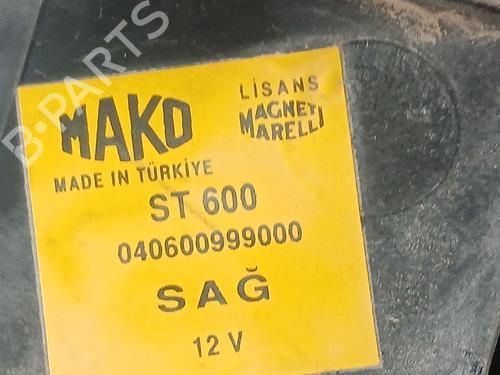 B-PARTS
MAKO
LİSANS
MAGNETI
MARELLI
MADE IN TÜRKİYE
ST 600
040600999000
SAĞ
12 V